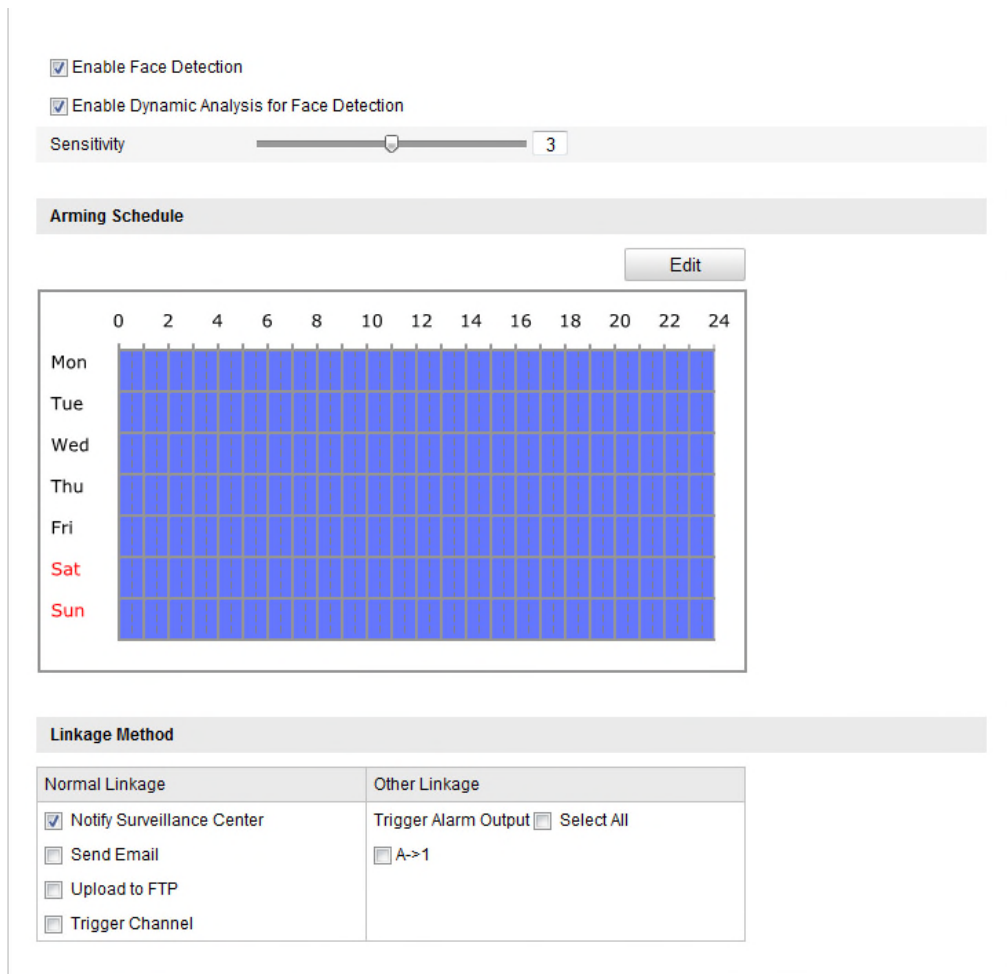 Enable Face Detection
Enable Dynamic Analysis for Face Detection
Sensitivity 3
Arming Schedule
Edit
0 2 4 6 8 10 12 14 16 18 20 22 24
Mon
Tue
Wed
Thu
Fri
Sat
Sun
Linkage Method
Normal Linkage Other Linkage
Notify Surveillance Center Trigger Alarm Output Select All
Send Email A->1
Upload to FTP
Trigger Channel